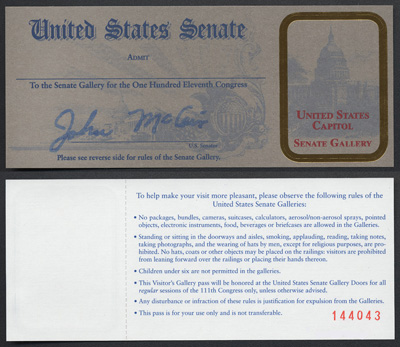 United States Senate
ADMIT
To the Senate Gallery for the One Hundred Eleventh Congress
John McCain
U.S. Senator
Please see reverse side for rules of the Senate Gallery.
UNITED STATES
CAPITOL
SENATE GALLERY
To help make your visit more pleasant, please observe the following rules of the
United States Senate Galleries:
• No packages, bundles, cameras, suitcases, calculators, aerosol/non-aerosol sprays, pointed
objects, electronic instruments, food, beverages or briefcases are allowed in the Galleries.
• Standing or sitting in the doorways and aisles, smoking, applauding, reading, taking notes,
taking photographs, and the wearing of hats by men, except for religious purposes, are pro-
hibited. No hats, coats or other objects may be placed on the railings: visitors are prohibited
from leaning forward over the railings or placing their hands thereon.
• Children under six are not permitted in the galleries.
• This Visitor's Gallery pass will be honored at the United States Senate Gallery Doors for all
regular sessions of the 111th Congress only, unless otherwise advised.
• Any disturbance or infraction of these rules is justification for expulsion from the Galleries.
• This pass is for your use only and is not transferable.
144043